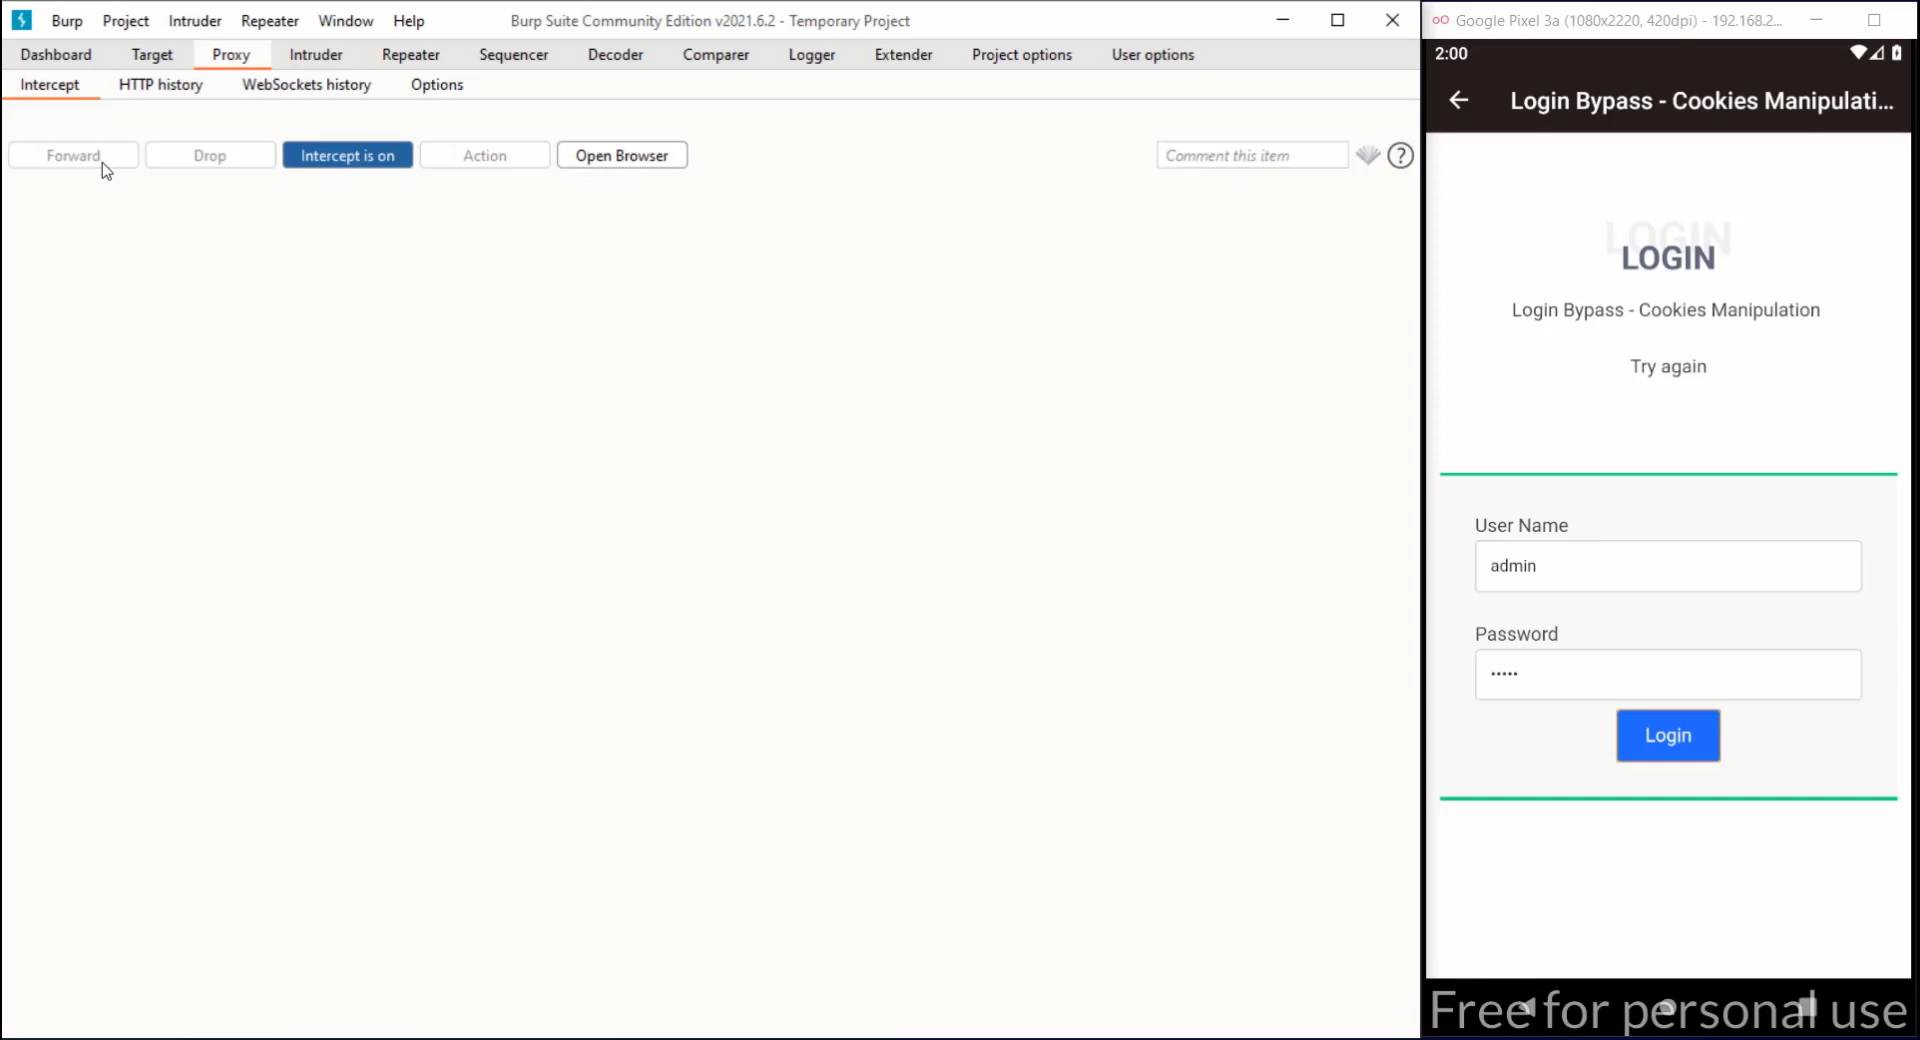 Burp Project Intruder Repeater Window Help Burp Suite Community Edition v2021.6.2 - Temporary Project
Dashboard Target Proxy Intruder Repeater Sequencer Decoder Comparer Logger Extender Project options User options
Intercept HTTP history WebSockets history Options
Forward Drop Intercept is on Action Open Browser Comment this item ?
Google Pixel 3a (1080x2220, 420dpi) - 192.168.2...
2:00
Login Bypass - Cookies Manipulati...
LOGIN
LOGIN
Login Bypass - Cookies Manipulation
Try again
User Name
admin
Password
•••••
Login
Free for personal use